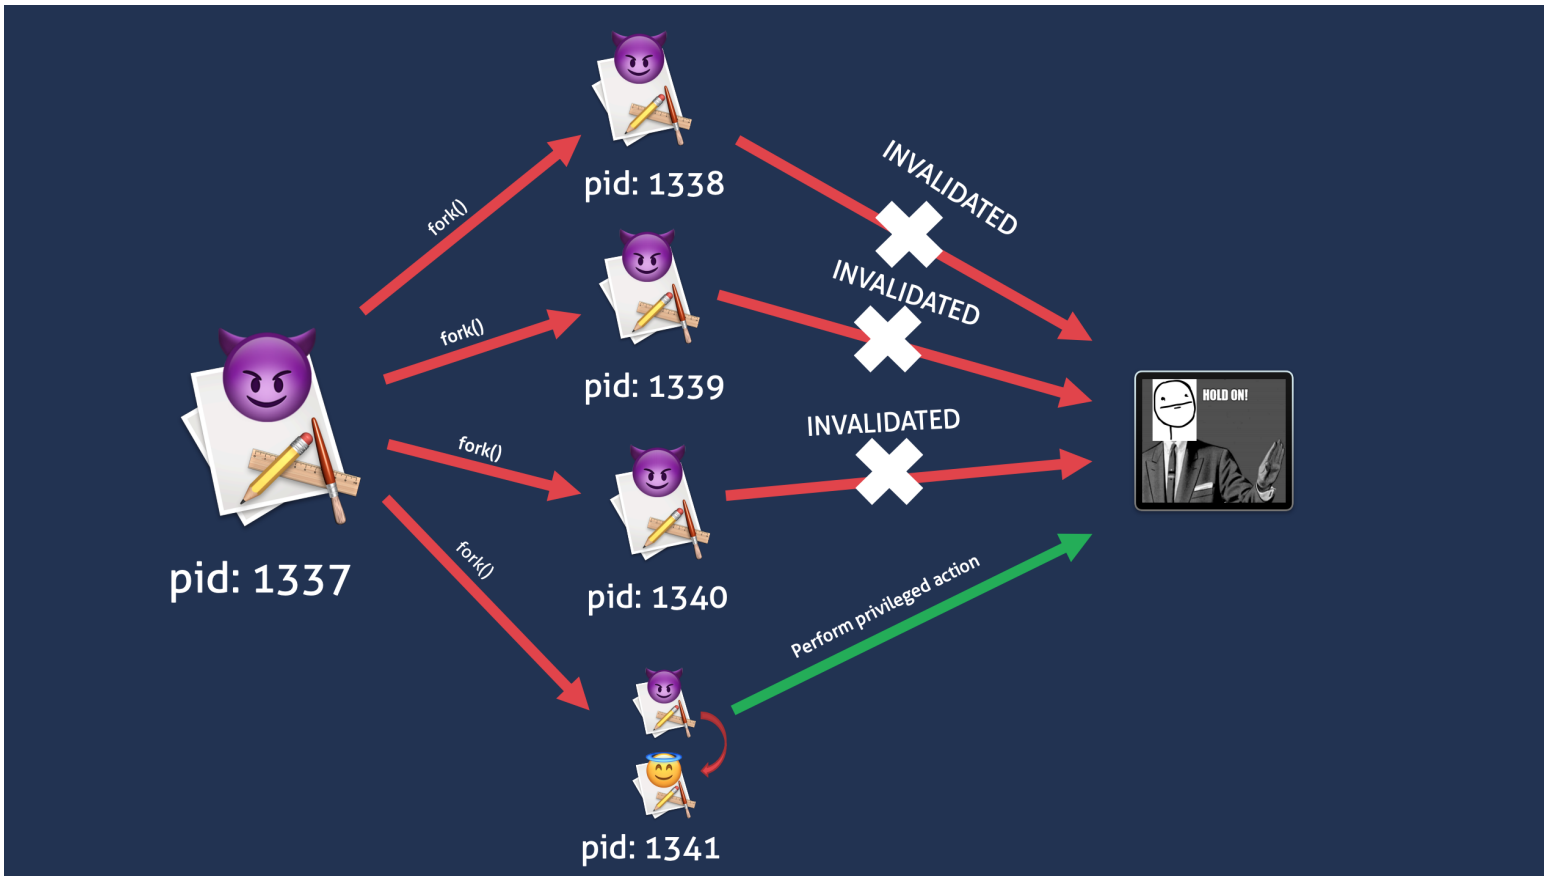 fork()
pid: 1338
INVALIDATED
fork()
pid: 1339
INVALIDATED
HOLD ON!
pid: 1337
fork()
pid: 1340
INVALIDATED
fork()
Perform privileged action
pid: 1341